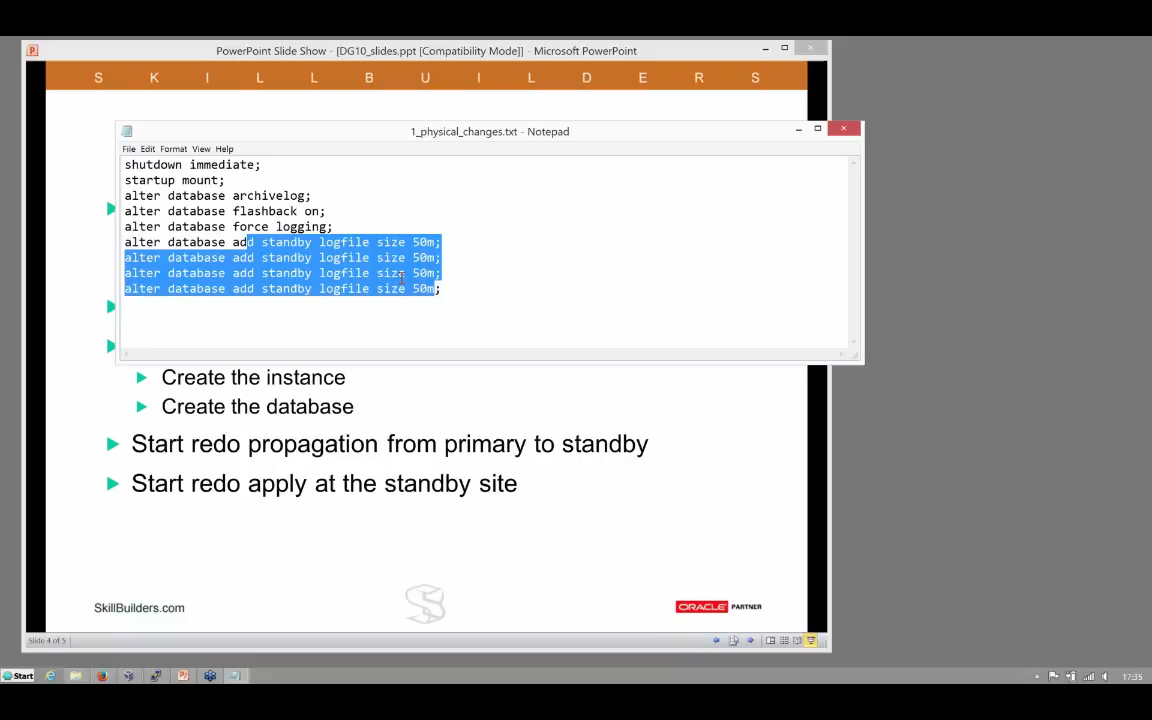 PowerPoint Slide Show - [DG10_slides.ppt [Compatibility Mode]] - Microsoft PowerPoint
S K I L L B U I L D E R S
1_physical_changes.txt - Notepad
File Edit Format View Help
shutdown immediate;
startup mount;
alter database archivelog;
alter database flashback on;
alter database force logging;
alter database add standby logfile size 50m;
alter database add standby logfile size 50m;
alter database add standby logfile size 50m;
alter database add standby logfile size 50m;
Create the instance
Create the database
Start redo propagation from primary to standby
Start redo apply at the standby site
SkillBuilders.com
ORACLE PARTNER
Slide 4 of 5
Start
17:35